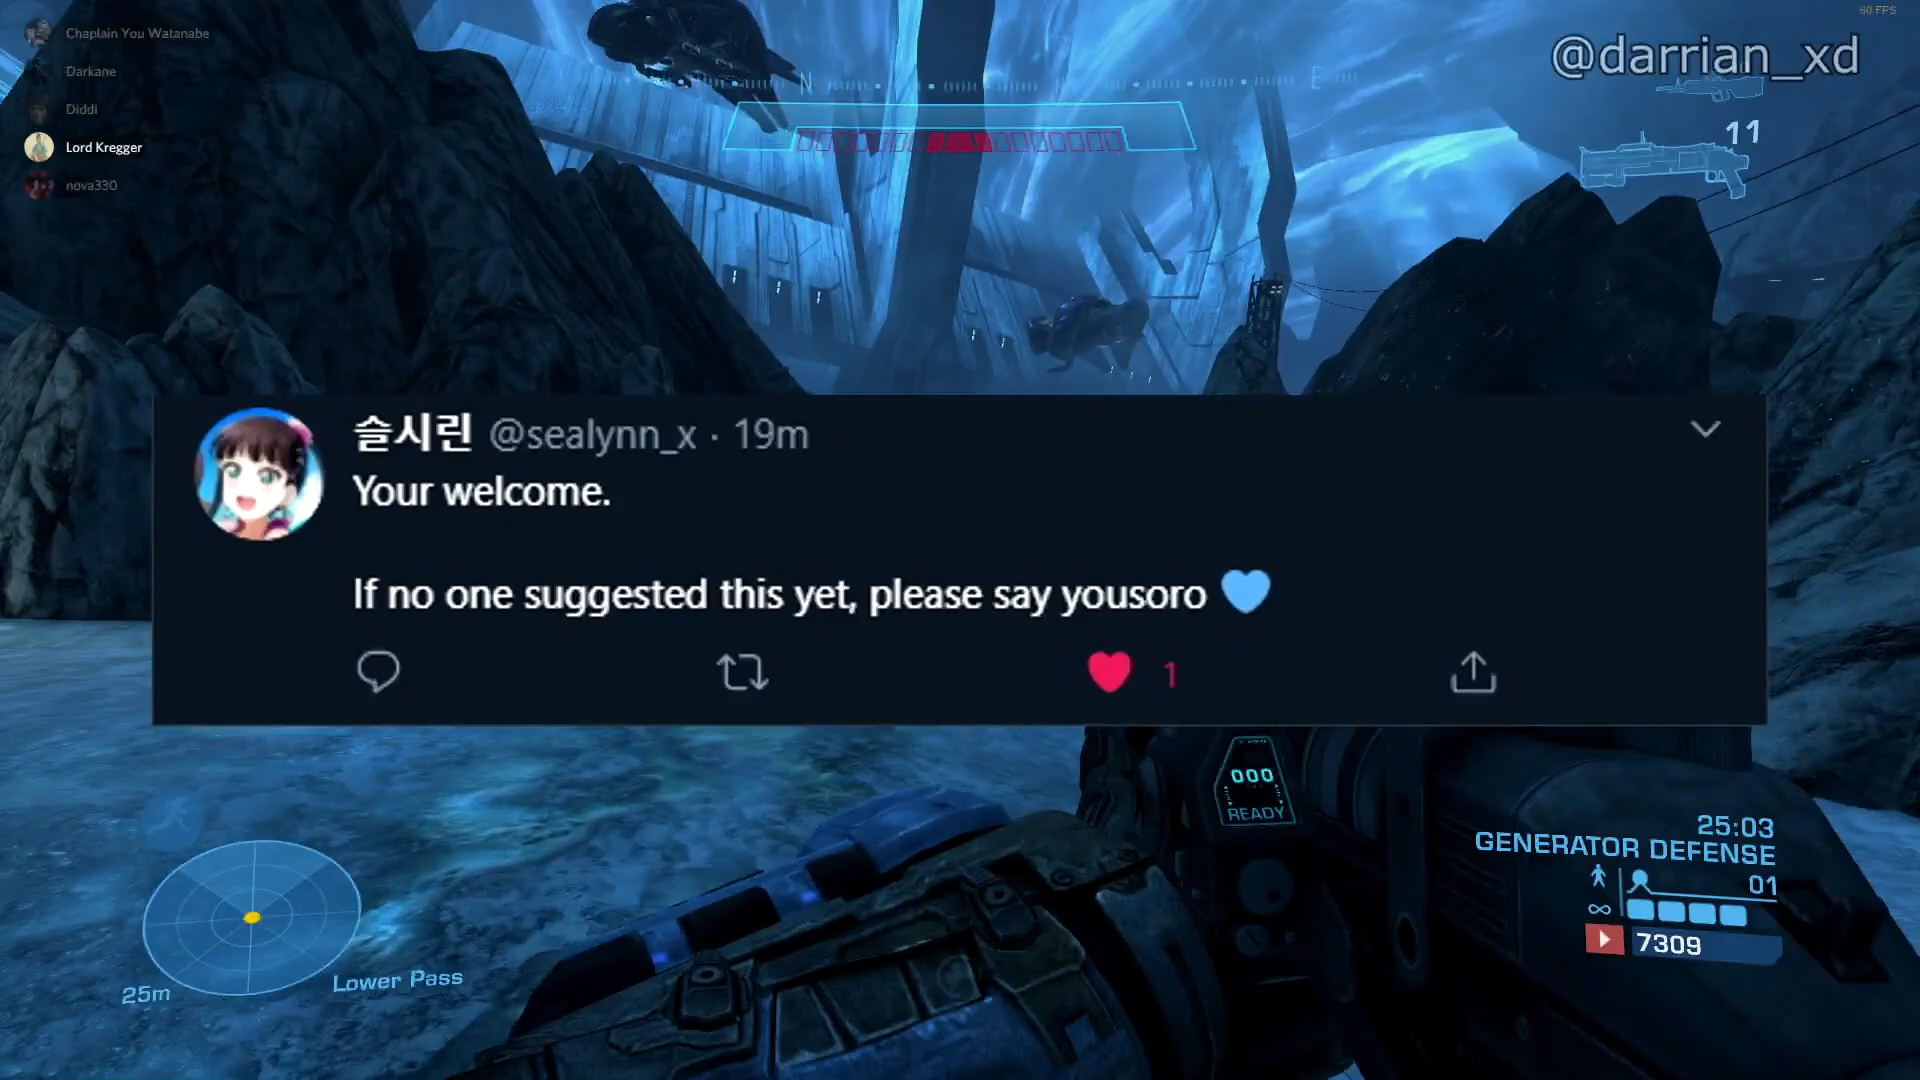 60 FPS
Chaplain You Watanabe
Darkane
Diddi
Lord Kregger
nova330
@darrian_xd
N
E
11
슬시린 @sealynn_x · 19m
Your welcome.
If no one suggested this yet, please say yousoro 💙
1
000
READY
25:03
GENERATOR DEFENSE
01
∞
7309
25m
Lower Pass